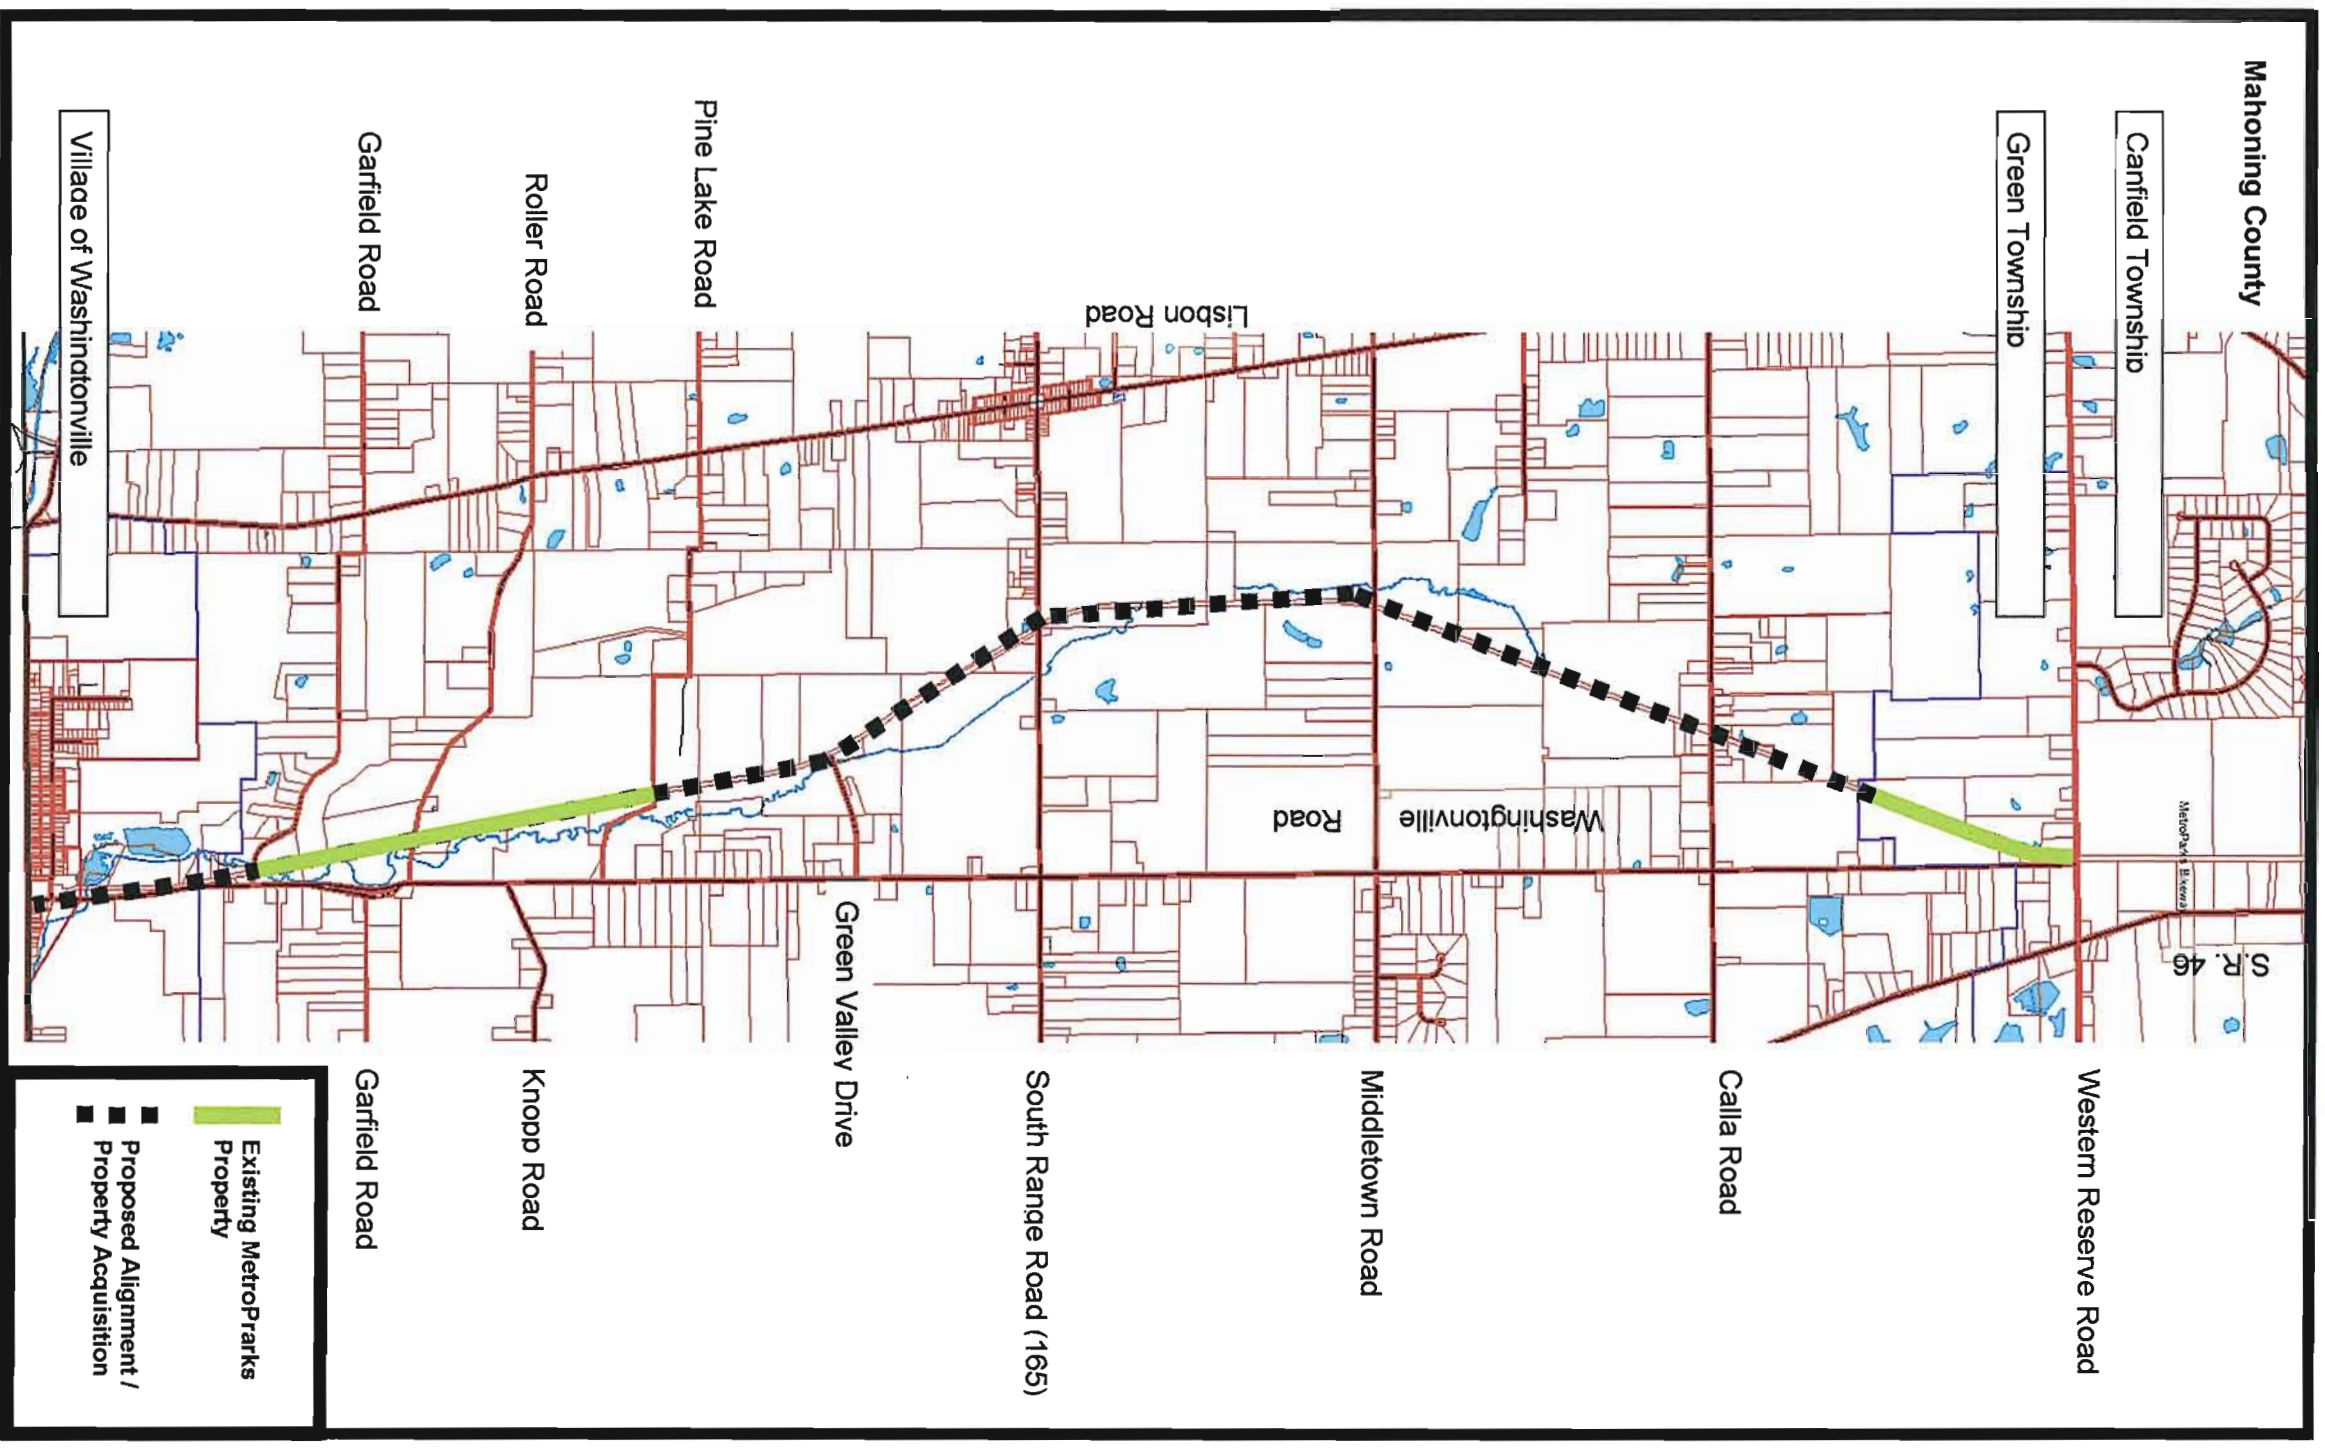 Mahoning County
Canfield Township
Green Township
Pine Lake Road
Roller Road
Garfield Road
Village of Washingtonville
Lisbon Road
Washingtonville
Road
MetroParks Bikeway
S.R. 46
Green Valley Drive
Western Reserve Road
Calla Road
Middletown Road
South Range Road (165)
Knopp Road
Garfield Road
Existing MetroPrarks
Property
Proposed Alignment /
Property Acquisition